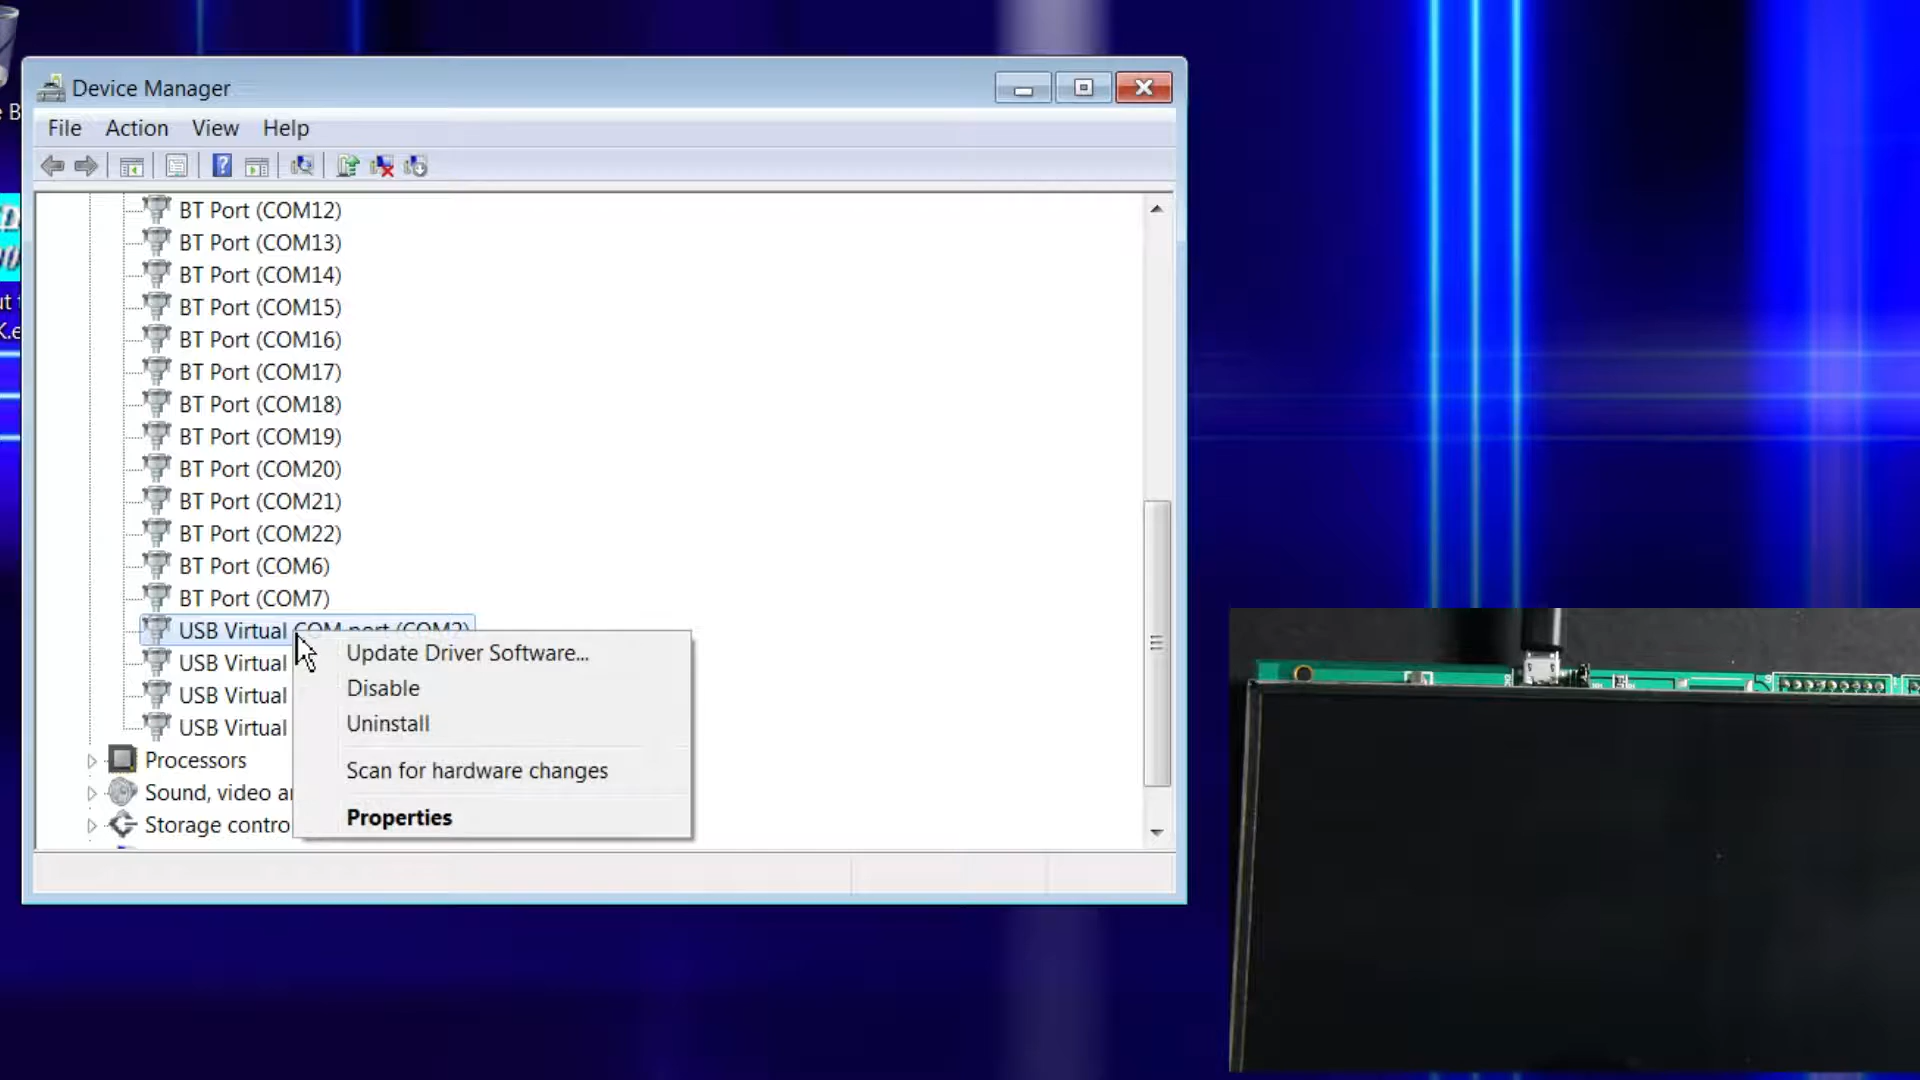 Device Manager
File Action View Help
BT Port (COM12)
BT Port (COM13)
BT Port (COM14)
BT Port (COM15)
BT Port (COM16)
BT Port (COM17)
BT Port (COM18)
BT Port (COM19)
BT Port (COM20)
BT Port (COM21)
BT Port (COM22)
BT Port (COM6)
BT Port (COM7)
USB Virtual COM port (COM2)
USB Virtual
USB Virtual
USB Virtual
Processors
Sound, video a
Storage contro
Update Driver Software...
Disable
Uninstall
Scan for hardware changes
Properties